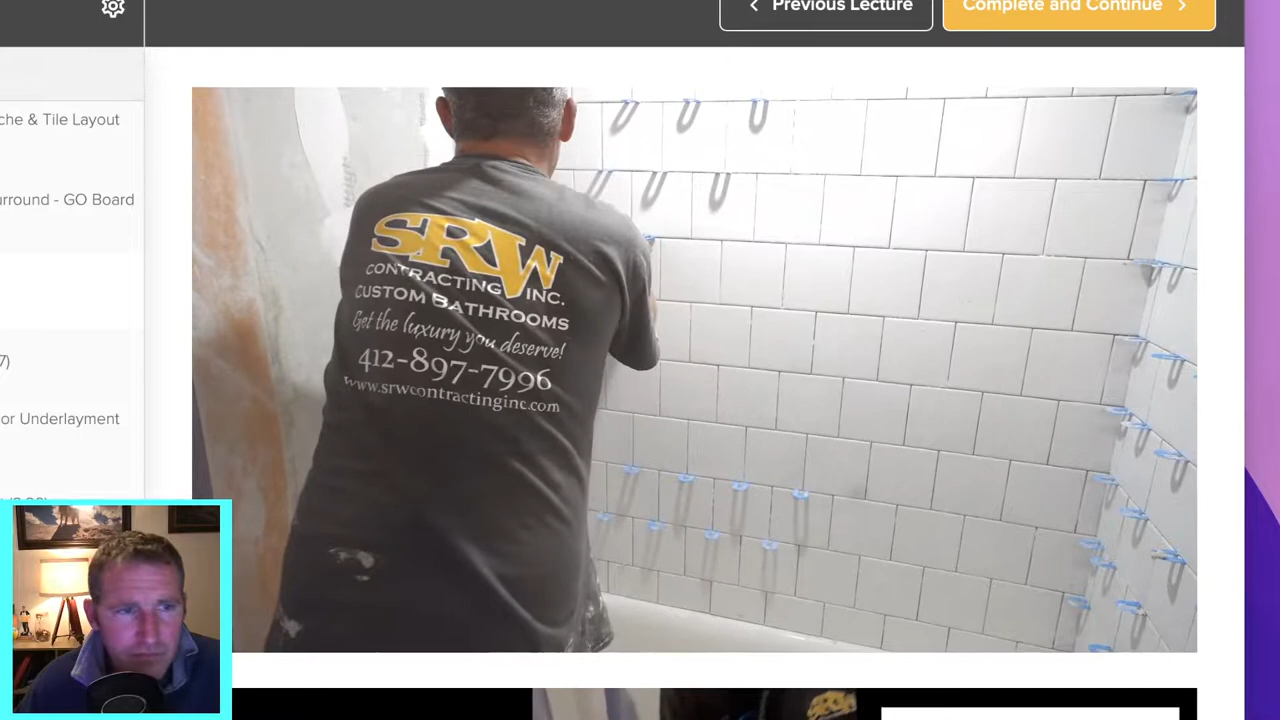 Previous Lecture
Complete and Continue
che & Tile Layout
urround - GO Board
7)
or Underlayment
SRW
CONTRACTING INC.
CUSTOM BATHROOMS
Get the luxury you deserve!
412-897-7996
www.srwcontractinginc.com